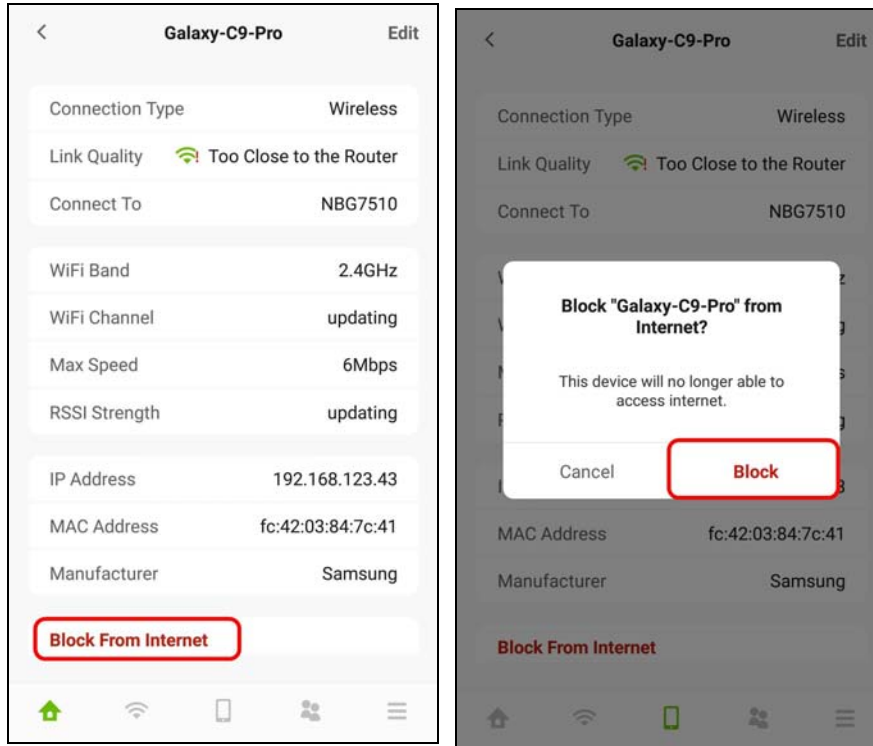 Galaxy-C9-Pro Edit
Connection Type Wireless
Link Quality Too Close to the Router
Connect To NBG7510
WiFi Band 2.4GHz
WiFi Channel updating
Max Speed 6Mbps
RSSI Strength updating
IP Address 192.168.123.43
MAC Address fc:42:03:84:7c:41
Manufacturer Samsung
Block From Internet
Galaxy-C9-Pro Edit
Connection Type Wireless
Link Quality Too Close to the Router
Connect To NBG7510
Block "Galaxy-C9-Pro" from
Internet?
This device will no longer able to
access internet.
Cancel Block
MAC Address fc:42:03:84:7c:41
Manufacturer Samsung
Block From Internet